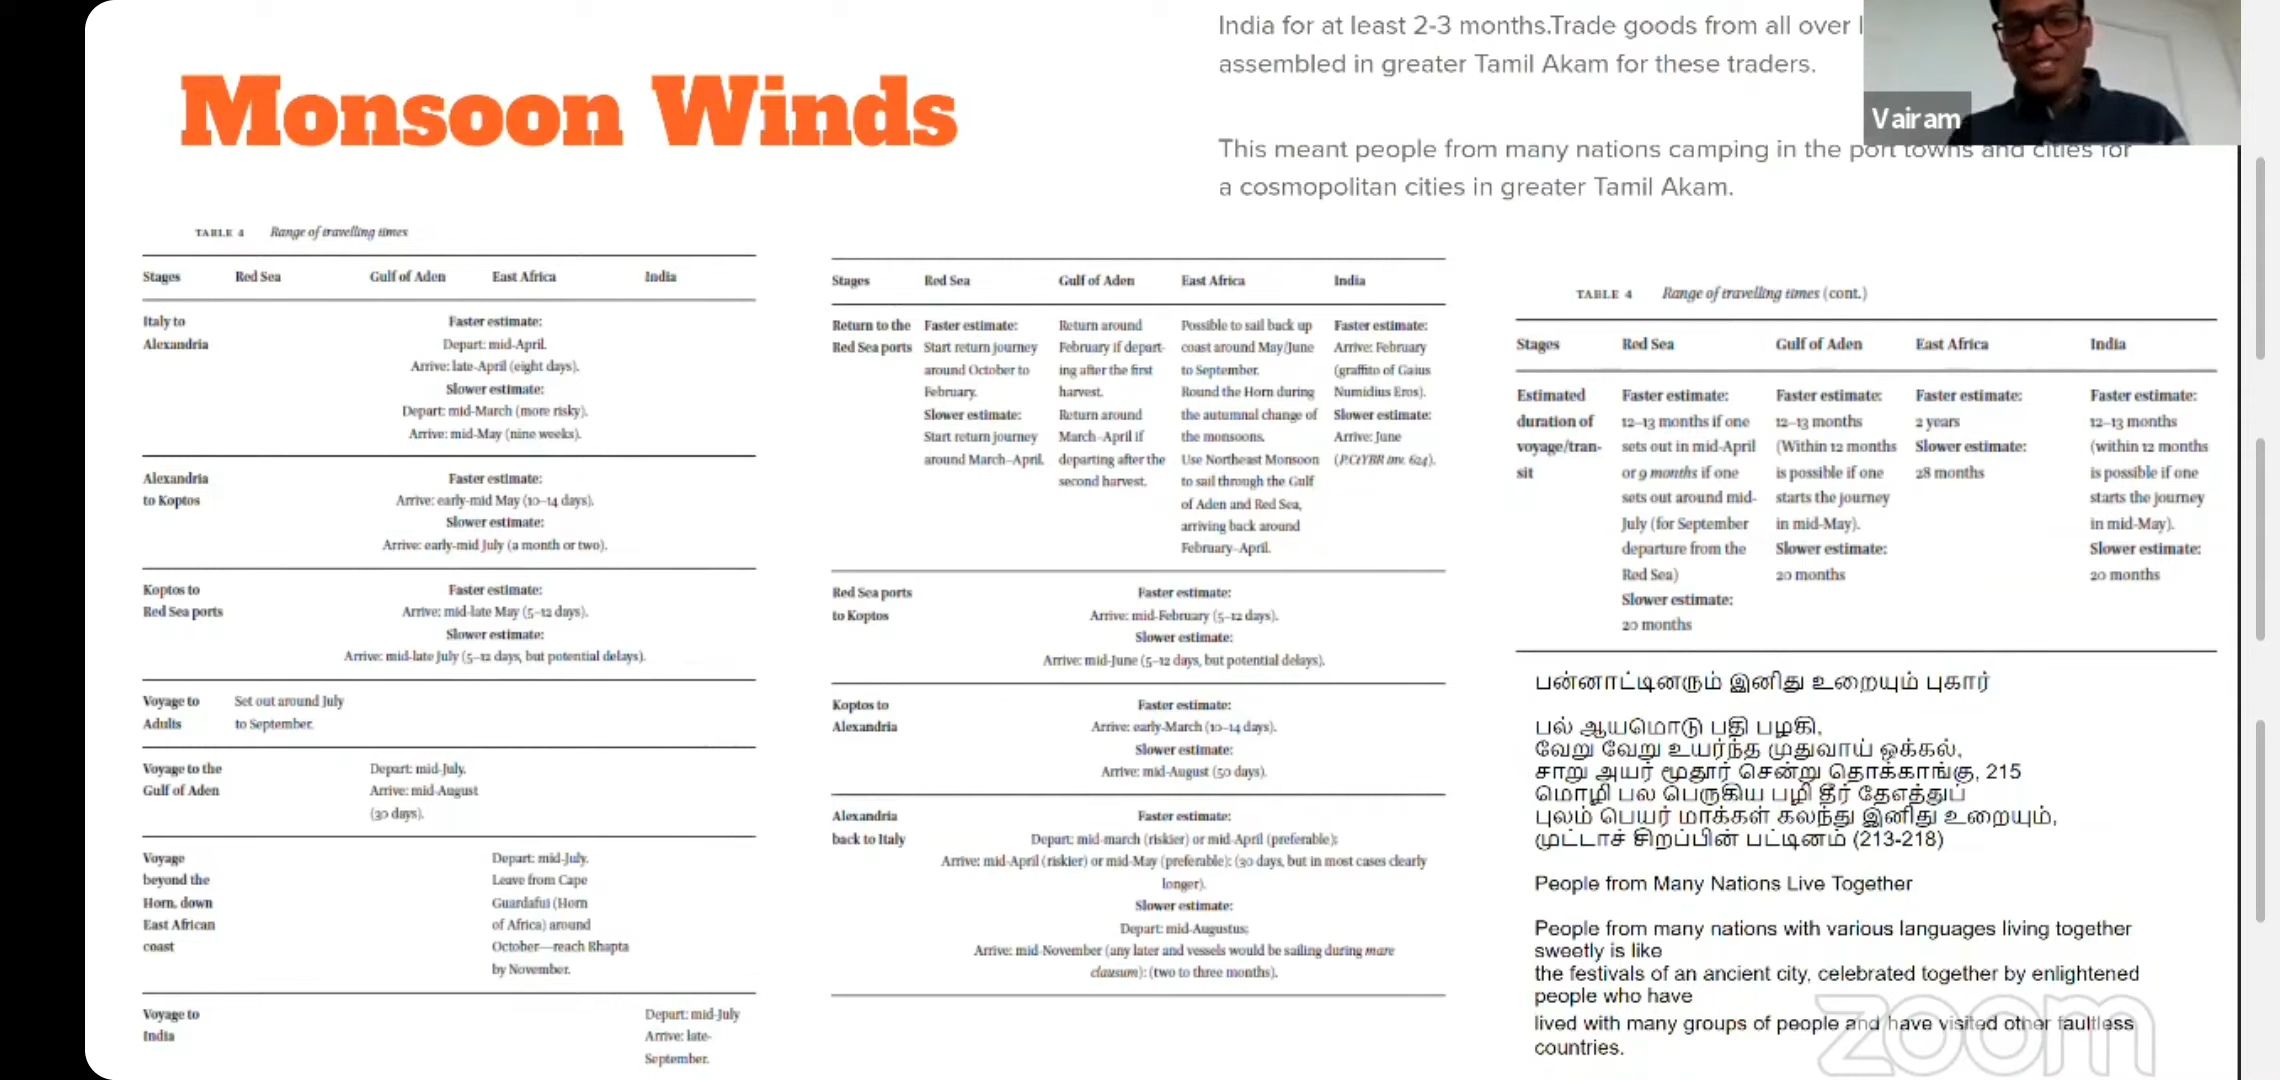 Monsoon Winds
India for at least 2-3 months.Trade goods from all over
assembled in greater Tamil Akam for these traders.
This meant people from many nations camping in the port towns and cities for
a cosmopolitan cities in greater Tamil Akam.
Vairam
TABLE 4 Range of travelling times
Stages Red Sea Gulf of Aden East Africa India
Italy to
Alexandria
Faster estimate:
Depart: mid-April.
Arrive: late-April (eight days).
Slower estimate:
Depart: mid-March (more risky).
Arrive: mid-May (nine weeks).
Alexandria
to Koptos
Faster estimate:
Arrive: early-mid May (10–14 days).
Slower estimate:
Arrive: early-mid July (a month or two).
Koptos to
Red Sea ports
Faster estimate:
Arrive: mid-late May (5–12 days).
Slower estimate:
Arrive: mid-late July (5–12 days, but potential delays).
Voyage to
Adulis
Set out around July
to September.
Voyage to the
Gulf of Aden
Depart: mid-July.
Arrive: mid-August
(30 days).
Voyage
beyond the
Horn, down
East African
coast
Depart: mid-July.
Leave from Cape
Guardafui (Horn
of Africa) around
October—reach Rhapta
by November.
Voyage to
India
Depart: mid-July
Arrive: late-
September.
Stages Red Sea Gulf of Aden East Africa India
Return to the
Red Sea ports
Faster estimate:
Start return journey
around October to
February.
Slower estimate:
Start return journey
around March–April.
Return around
February if depart-
ing after the first
harvest.
Return around
March–April if
departing after the
second harvest.
Possible to sail back up
coast around May/June
to September.
Round the Horn during
the autumnal change of
the monsoons.
Use Northeast Monsoon
to sail through the Gulf
of Aden and Red Sea,
arriving back around
February–April.
Faster estimate:
Arrive: February
(graffito of Gaius
Numidius Eros).
Slower estimate:
Arrive: June
(P.CtYBR inv. 624).
Red Sea ports
to Koptos
Faster estimate:
Arrive: mid-February (5–12 days).
Slower estimate:
Arrive: mid-June (5–12 days, but potential delays).
Koptos to
Alexandria
Faster estimate:
Arrive: early-March (10–14 days).
Slower estimate:
Arrive: mid-August (50 days).
Alexandria
back to Italy
Faster estimate:
Depart: mid-march (riskier) or mid-April (preferable);
Arrive: mid-April (riskier) or mid-May (preferable): (30 days, but in most cases clearly
longer).
Slower estimate:
Depart: mid-Augustus;
Arrive: mid-November (any later and vessels would be sailing during mare
clausum): (two to three months).
TABLE 4 Range of travelling times (cont.)
Stages Red Sea Gulf of Aden East Africa India
Estimated
duration of
voyage/tran-
sit
Faster estimate:
12–13 months if one
sets out in mid-April
or 9 months if one
sets out around mid-
July (for September
departure from the
Red Sea)
Slower estimate:
20 months
Faster estimate:
12–13 months
(Within 12 months
is possible if one
starts the journey
in mid-May).
Slower estimate:
20 months
Faster estimate:
2 years
Slower estimate:
28 months
Faster estimate:
12–13 months
(within 12 months
is possible if one
starts the journey
in mid-May).
Slower estimate:
20 months
பன்னாட்டினரும் இனிது உறையும் புகார்
பல் ஆயமொடு பதி பழகி,
வேறு வேறு உயர்ந்த முதுவாய் ஒக்கல்,
சாறு அயர் மூதூர் சென்று தொக்காங்கு, 215
மொழி பல பெருகிய பழி தீர் தேஎத்துப்
புலம் பெயர் மாக்கள் கலந்து இனிது உறையும்,
முட்டாச் சிறப்பின் பட்டினம் (213-218)
People from Many Nations Live Together
People from many nations with various languages living together
sweetly is like
the festivals of an ancient city, celebrated together by enlightened
people who have
lived with many groups of people and have visited other faultless
countries.
zoom